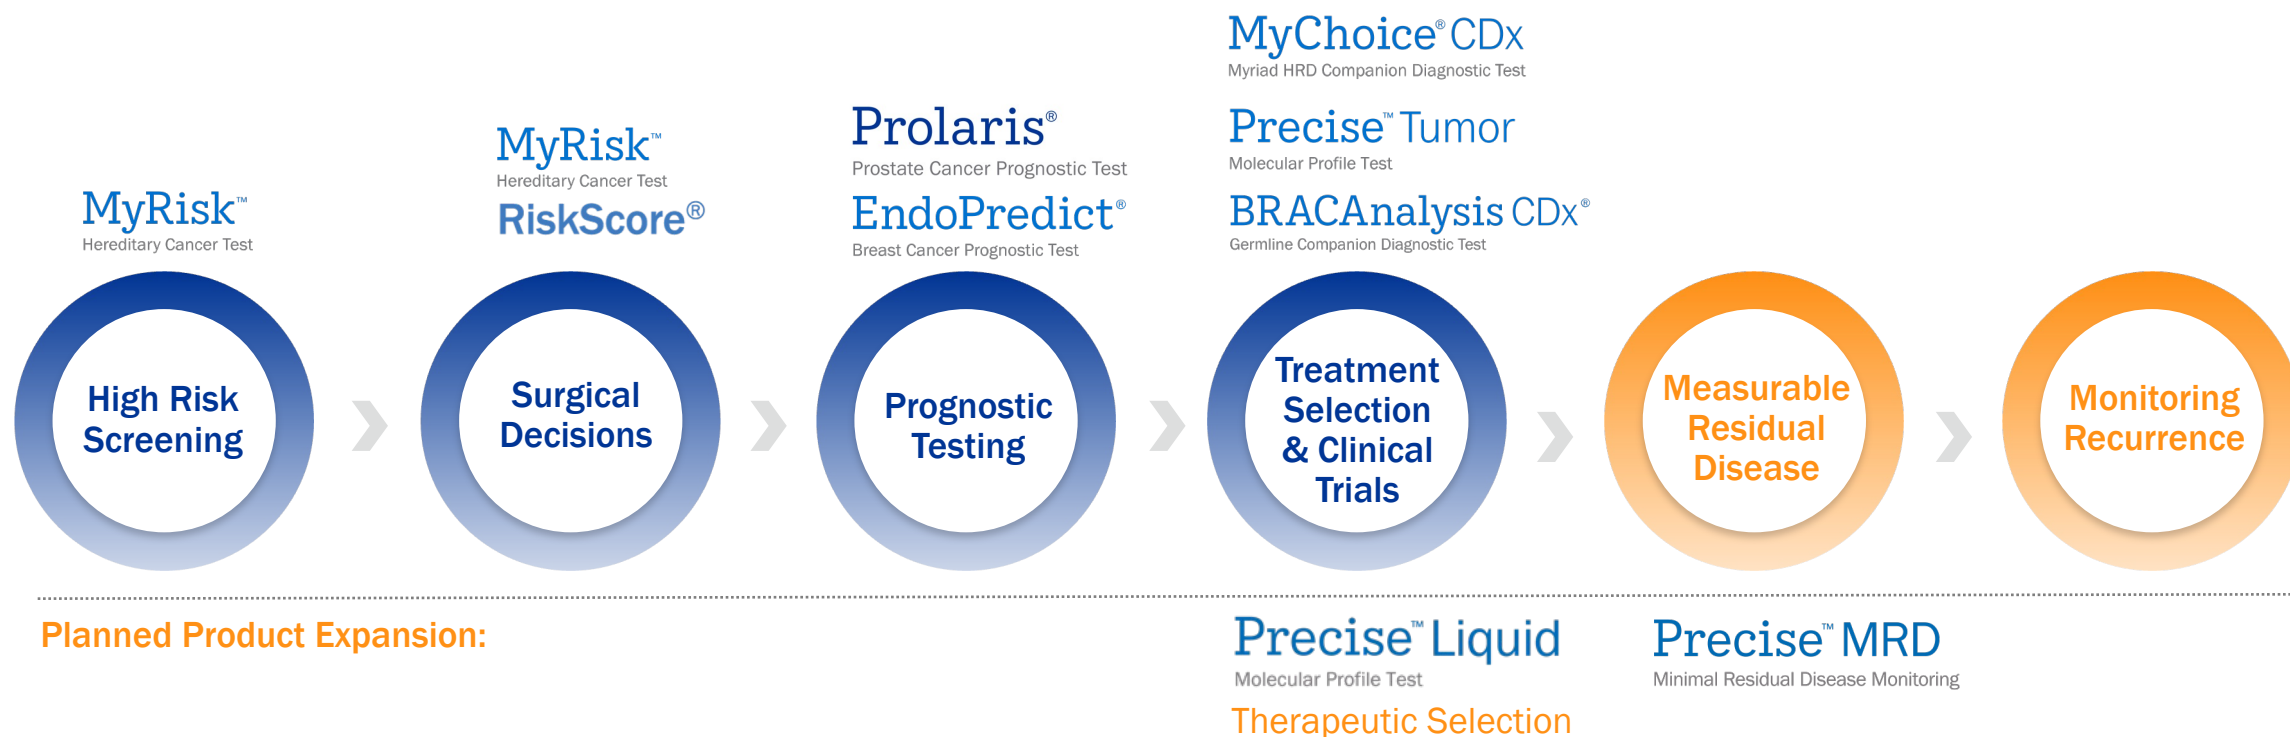 MyRisk™
Hereditary Cancer Test
High Risk
Screening
MyRisk™
Hereditary Cancer Test
RiskScore®
Surgical
Decisions
Prolaris®
Prostate Cancer Prognostic Test
EndoPredict®
Breast Cancer Prognostic Test
Prognostic
Testing
MyChoice® CDx
Myriad HRD Companion Diagnostic Test
Precise™ Tumor
Molecular Profile Test
BRACAnalysis CDx®
Germline Companion Diagnostic Test
Treatment
Selection
& Clinical
Trials
Measurable
Residual
Disease
Monitoring
Recurrence
Planned Product Expansion:
Precise™ Liquid
Molecular Profile Test
Therapeutic Selection
Precise™ MRD
Minimal Residual Disease Monitoring